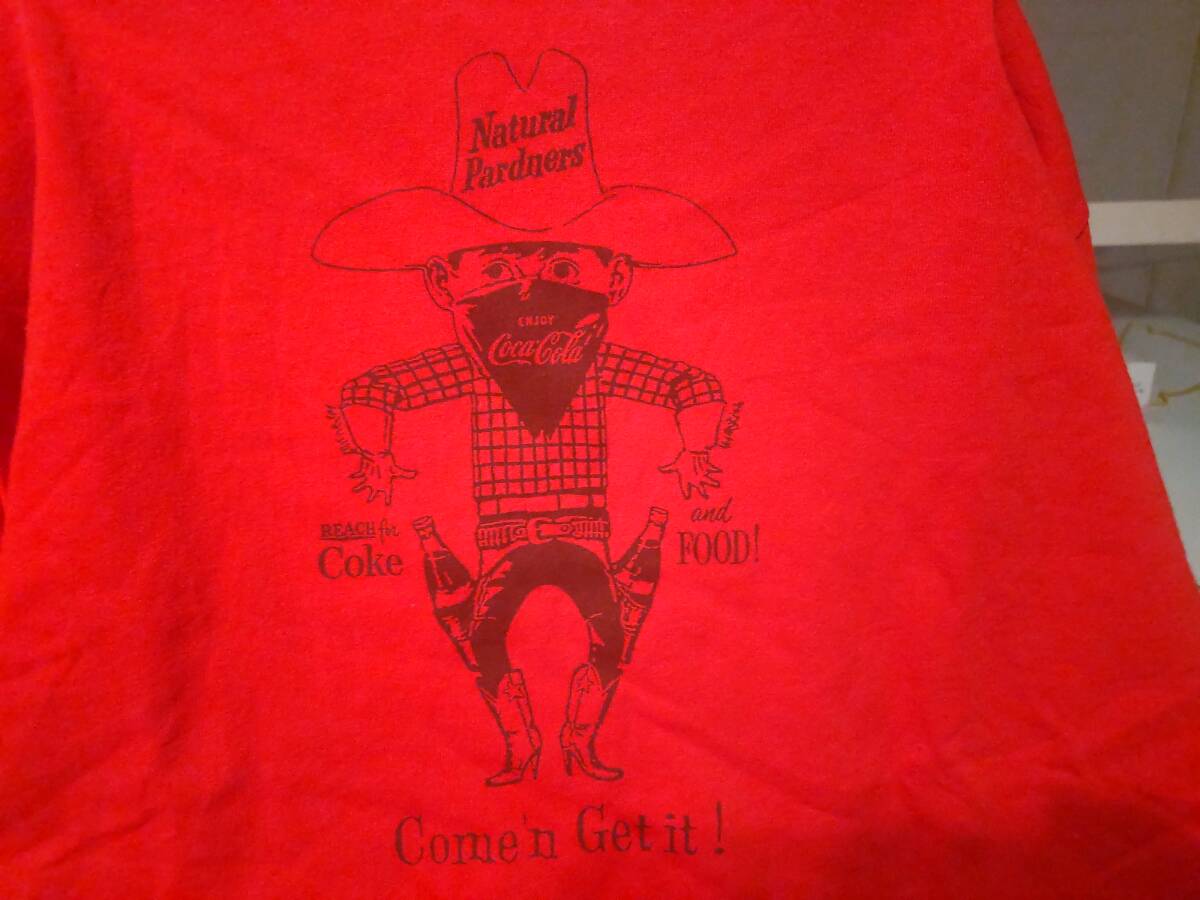 Natural
Pardners
ENJOY
Coca-Cola
REACH for
Coke
and
FOOD!
Come'n Get it!